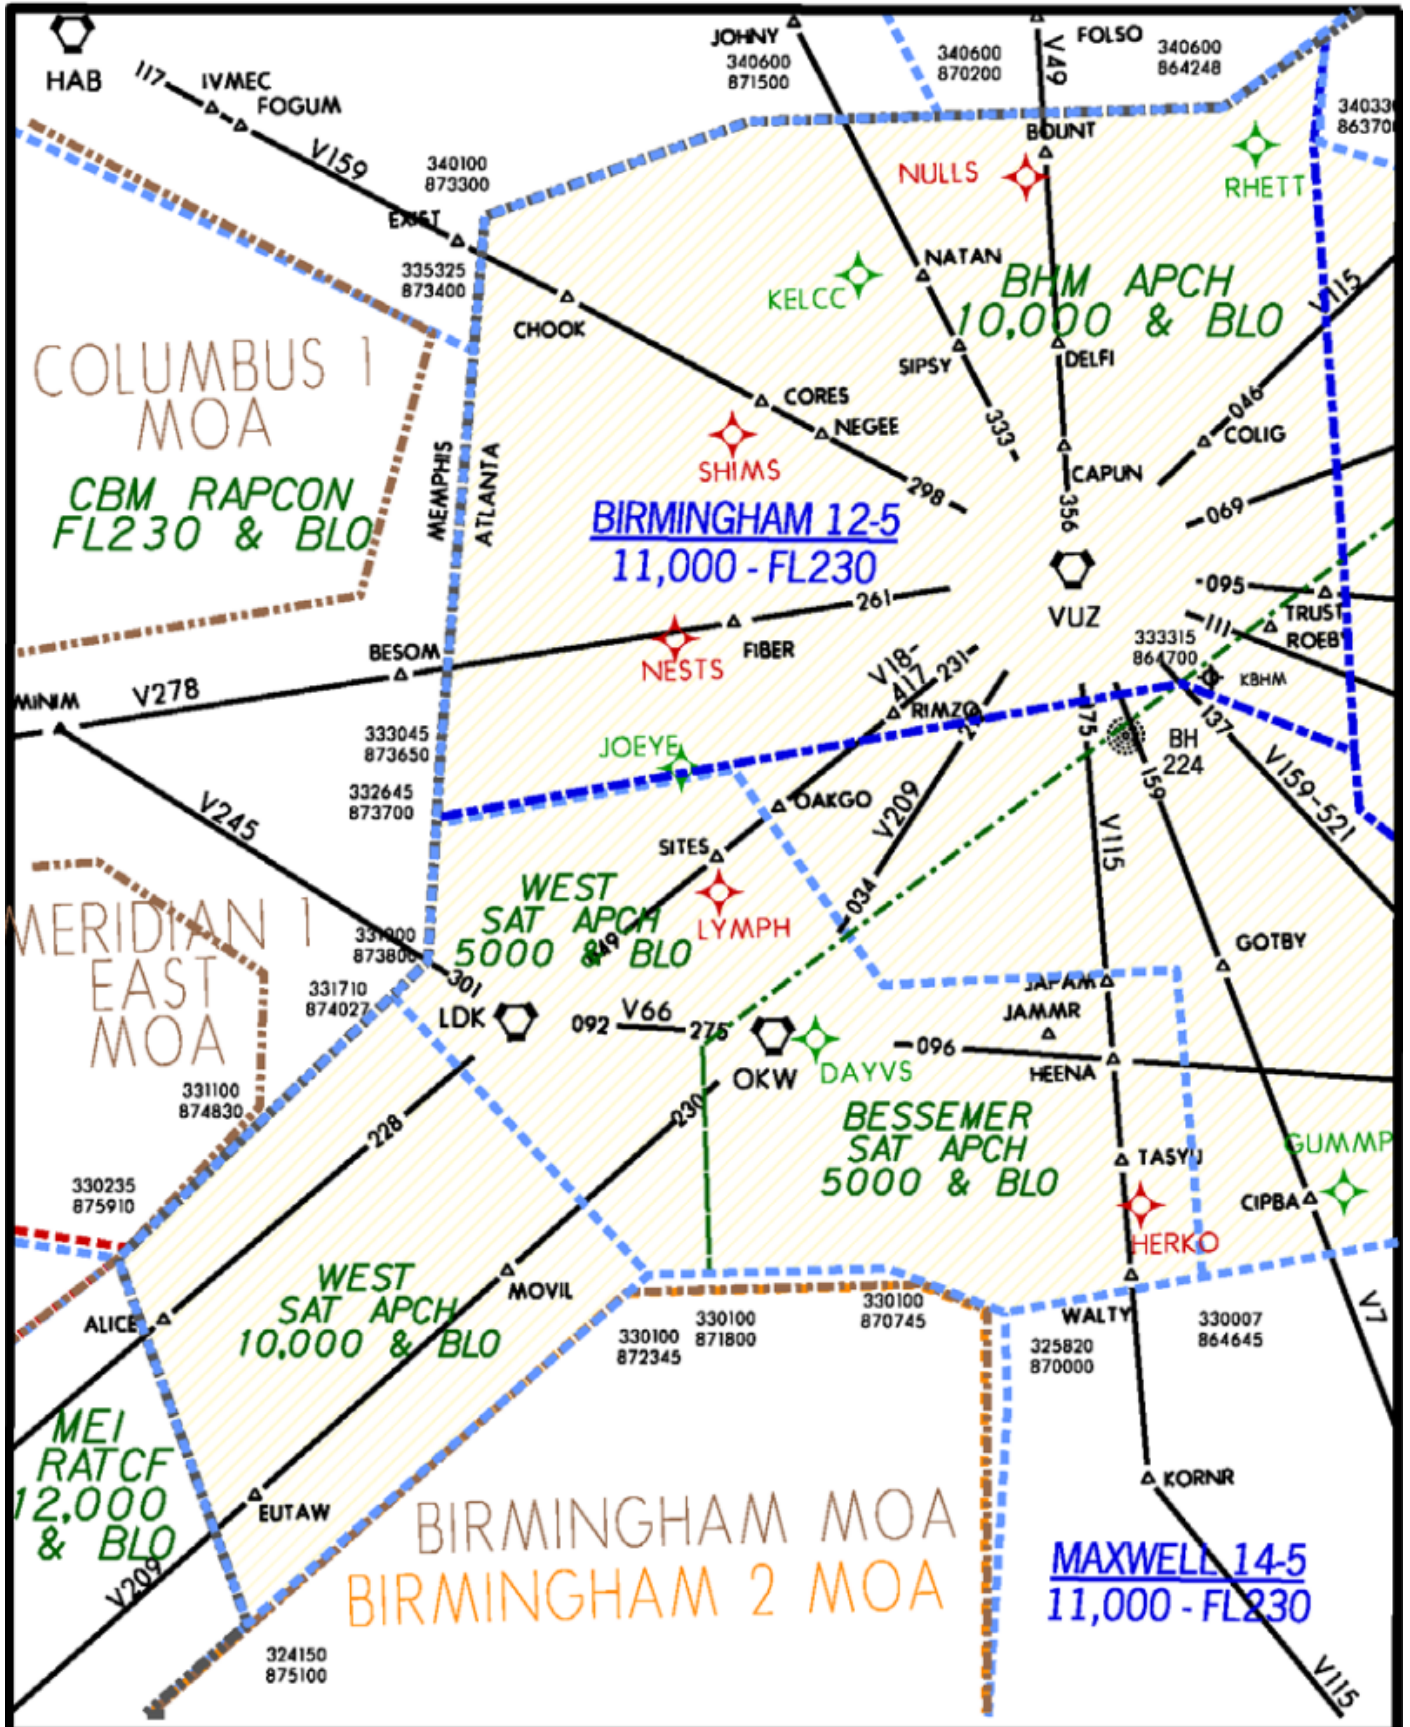 HAB
117
IVMEC
FOGUM
V159
JOHNY
340600
871500
340600
870200
V49
FOLSO
340600
864248
BOUNT
NULLS
RHETT
340100
873300
EXIST
335325
873400
CHOOK
NATAN
KELCC
BHM APCH
10,000 & BLO
V115
SIPSY
DELFI
COLUMBUS 1
MOA
CORES
NEGEE
333
046
COLIG
CBM RAPCON
FL230 & BLO
MEMPHIS
ATLANTA
SHIMS
298
CAPUN
356
069
BIRMINGHAM 12-5
11,000 - FL230
VUZ
095
TRUST
111
261
FIBER
NESTS
BESOM
V278
MINIM
333315
864700
KBHM
V18-
417
231
RIMZO
333045
873650
JOEYE
175
BH
224
137
159
V159-521
332645
873700
V245
OAKGO
V209
V115
SITES
WEST
SAT APCH
5000 & BLO
LYMPH
034
MERIDIAN 1
EAST
MOA
873800
301
331710
874027
LDK
092
V66
275
OKW
DAYVS
JAPAM
JAMMR
096
HEENA
GOTBY
331100
874830
228
230
BESSEMER
SAT APCH
5000 & BLO
TASYU
GUMMP
CIPBA
HERKO
330235
875910
WEST
SAT APCH
10,000 & BLO
MOVIL
ALICE
330100
872345
330100
871800
330100
870745
WALTY
325820
870000
330007
864645
V7
MEI
RATCF
12,000
& BLO
EUTAW
V209
BIRMINGHAM MOA
BIRMINGHAM 2 MOA
KORNR
MAXWELL 14-5
11,000 - FL230
V115
324150
875100